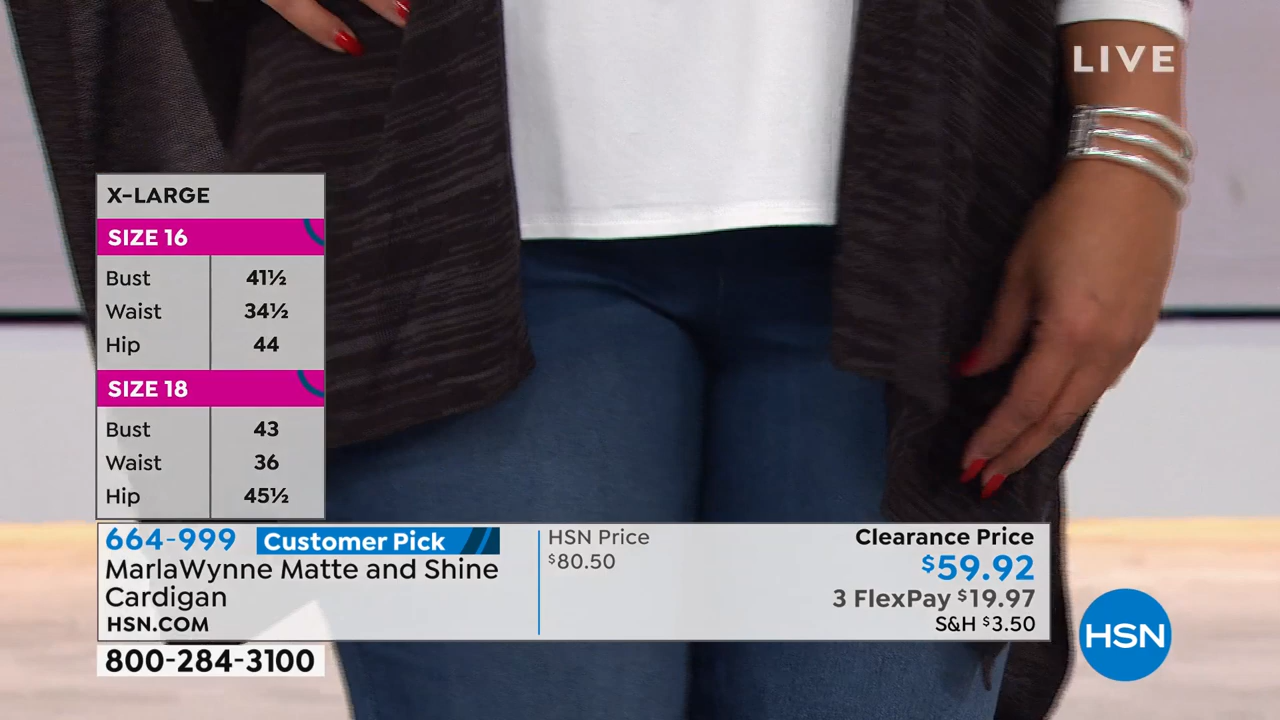 LIVE
X-LARGE
SIZE 16
Bust 41½
Waist 34½
Hip 44
SIZE 18
Bust 43
Waist 36
Hip 45½
664-999 Customer Pick
MarlaWynne Matte and Shine
Cardigan
HSN.COM
HSN Price
$80.50
Clearance Price
$59.92
3 FlexPay $19.97
S&H $3.50
800-284-3100
HSN